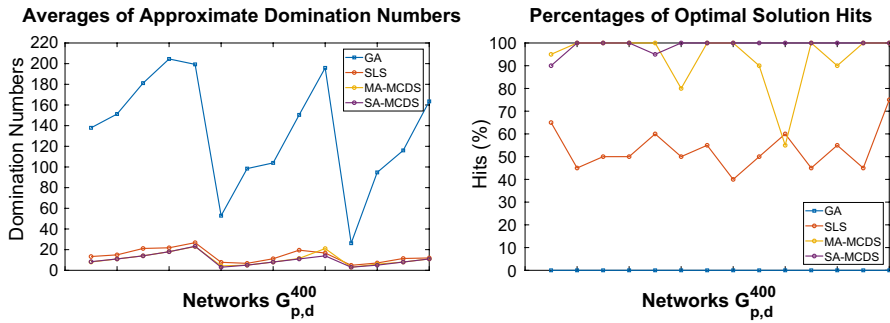 Averages of Approximate Domination Numbers
220
200
180
160
140
120
100
80
60
40
20
0
Domination Numbers
GA
SLS
MA-MCDS
SA-MCDS
Networks G^{400}_{p,d}
Percentages of Optimal Solution Hits
100
90
80
70
60
50
40
30
20
10
0
Hits (%)
GA
SLS
MA-MCDS
SA-MCDS
Networks G^{400}_{p,d}